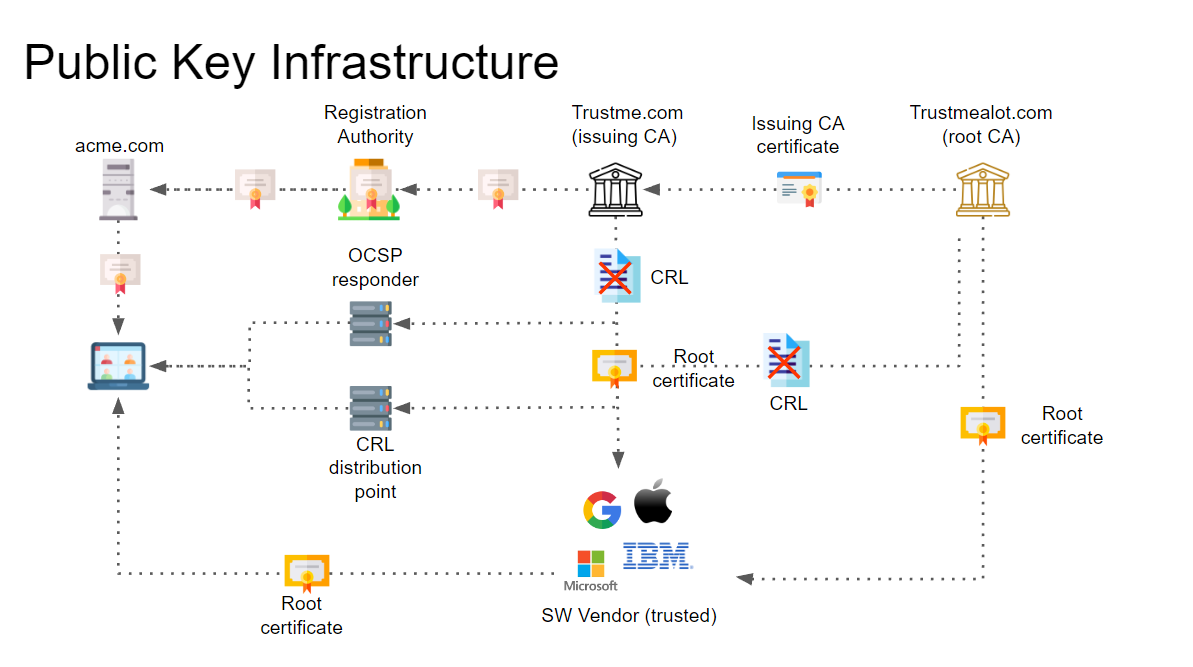 Public Key Infrastructure
Registration
Authority
Trustme.com
(issuing CA)
Issuing CA
certificate
Trustmealot.com
(root CA)
acme.com
OCSP
responder
CRL
Root
certificate
CRL
Root
certificate
CRL
distribution
point
IBM
Microsoft
SW Vendor (trusted)
Root
certificate